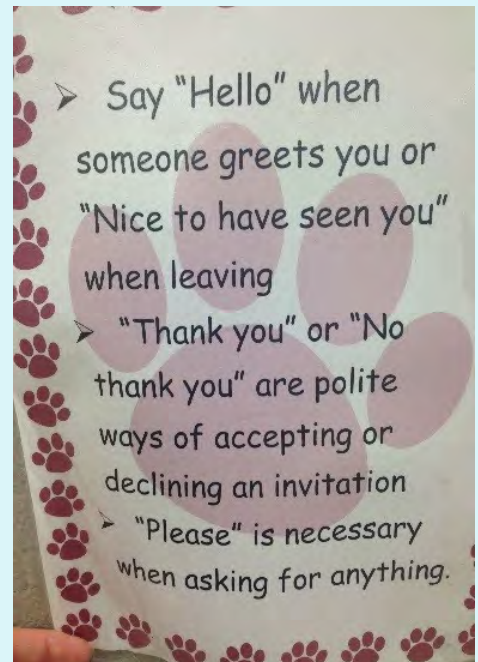 ➢ Say "Hello" when
someone greets you or
"Nice to have seen you"
when leaving
➢ "Thank you" or "No
thank you" are polite
ways of accepting or
declining an invitation
➢ "Please" is necessary
when asking for anything.